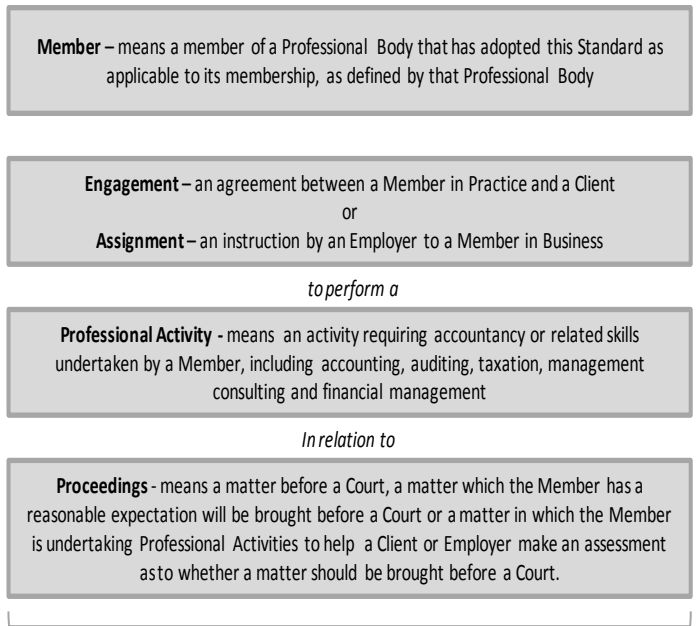 Member – means a member of a Professional Body that has adopted this Standard as
applicable to its membership, as defined by that Professional Body
Engagement – an agreement between a Member in Practice and a Client
or
Assignment – an instruction by an Employer to a Member in Business
to perform a
Professional Activity - means an activity requiring accountancy or related skills
undertaken by a Member, including accounting, auditing, taxation, management
consulting and financial management
In relation to
Proceedings - means a matter before a Court, a matter which the Member has a
reasonable expectation will be brought before a Court or a matter in which the Member
is undertaking Professional Activities to help a Client or Employer make an assessment
as to whether a matter should be brought before a Court.